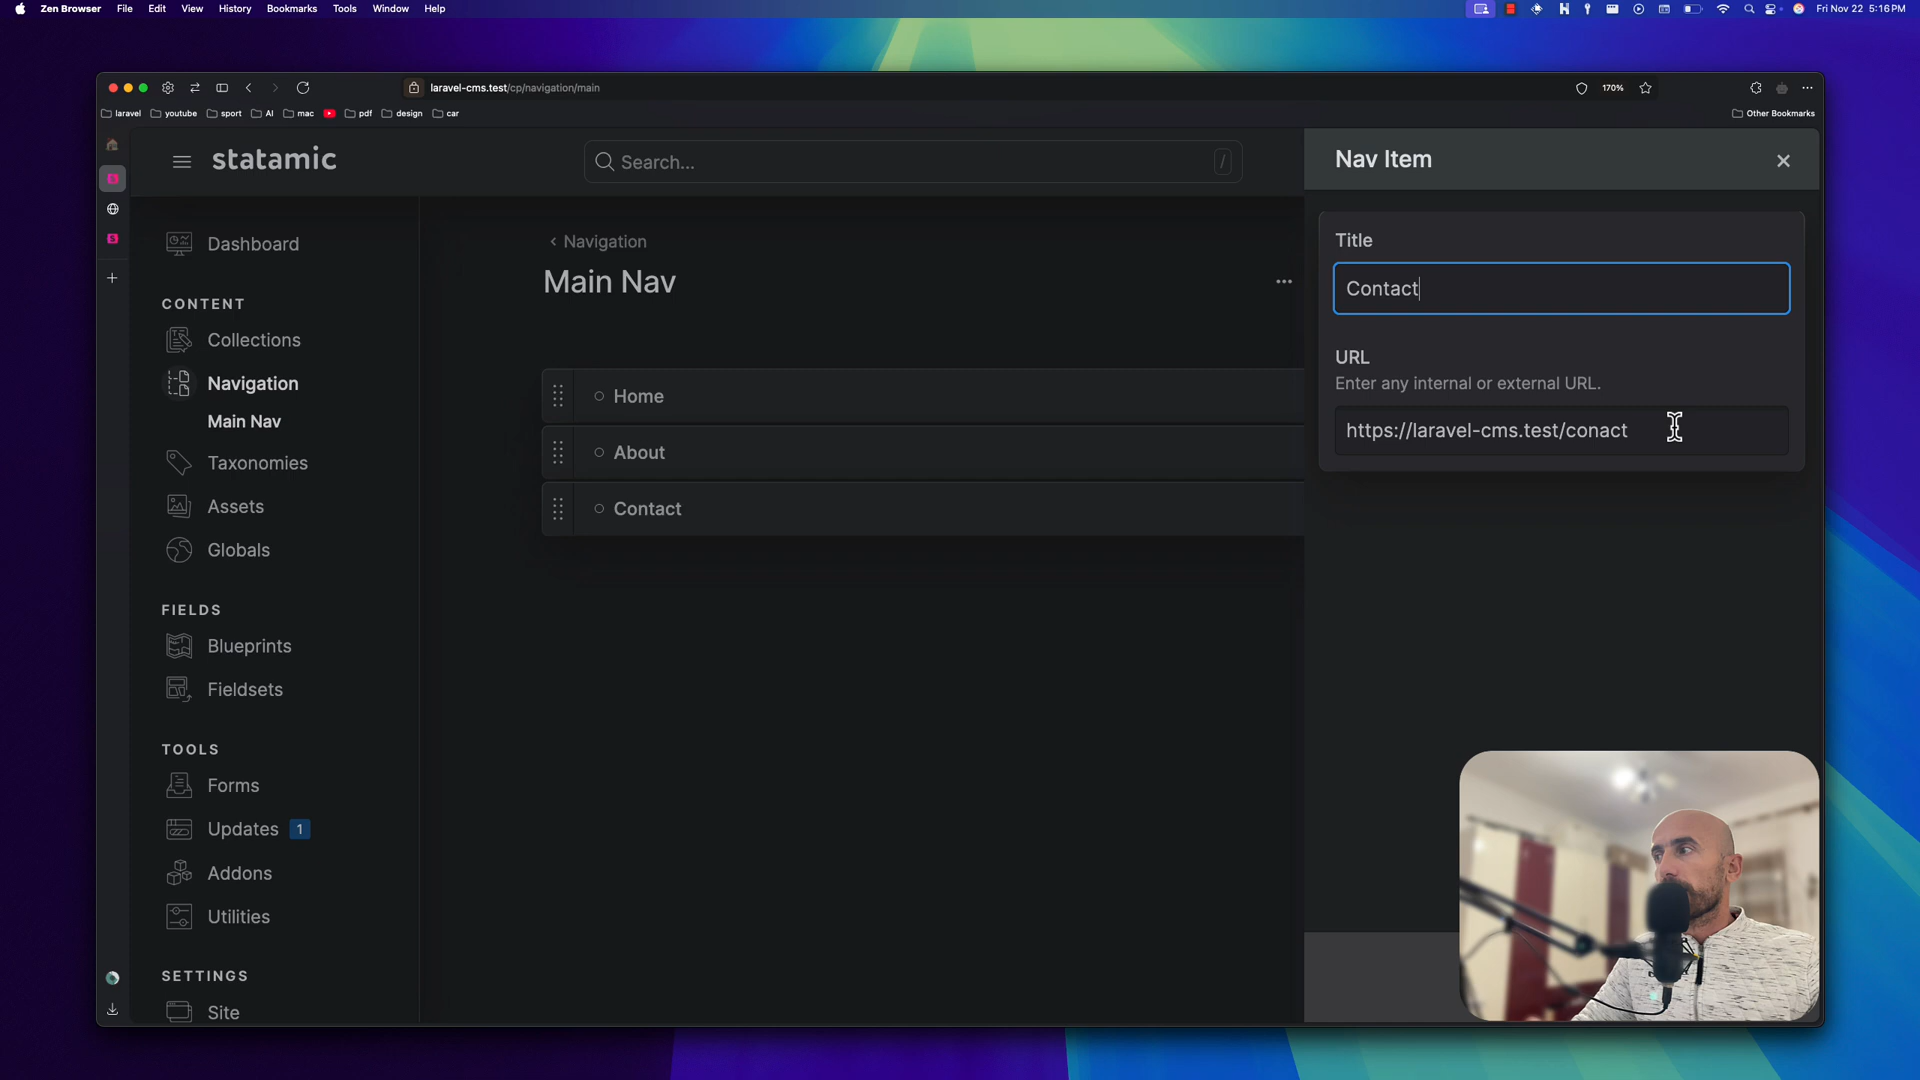 Zen Browser File Edit View History Bookmarks Tools Window Help
Fri Nov 22 5:16 PM
laravel-cms.test/cp/navigation/main
170%
laravel youtube sport AI mac pdf design car
Other Bookmarks
statamic
Search...
/
Nav Item
Dashboard
CONTENT
Collections
Navigation
Main Nav
Taxonomies
Assets
Globals
FIELDS
Blueprints
Fieldsets
TOOLS
Forms
Updates 1
Addons
Utilities
SETTINGS
Site
Navigation
Main Nav
Home
About
Contact
Title
Contact
URL
Enter any internal or external URL.
https://laravel-cms.test/conact